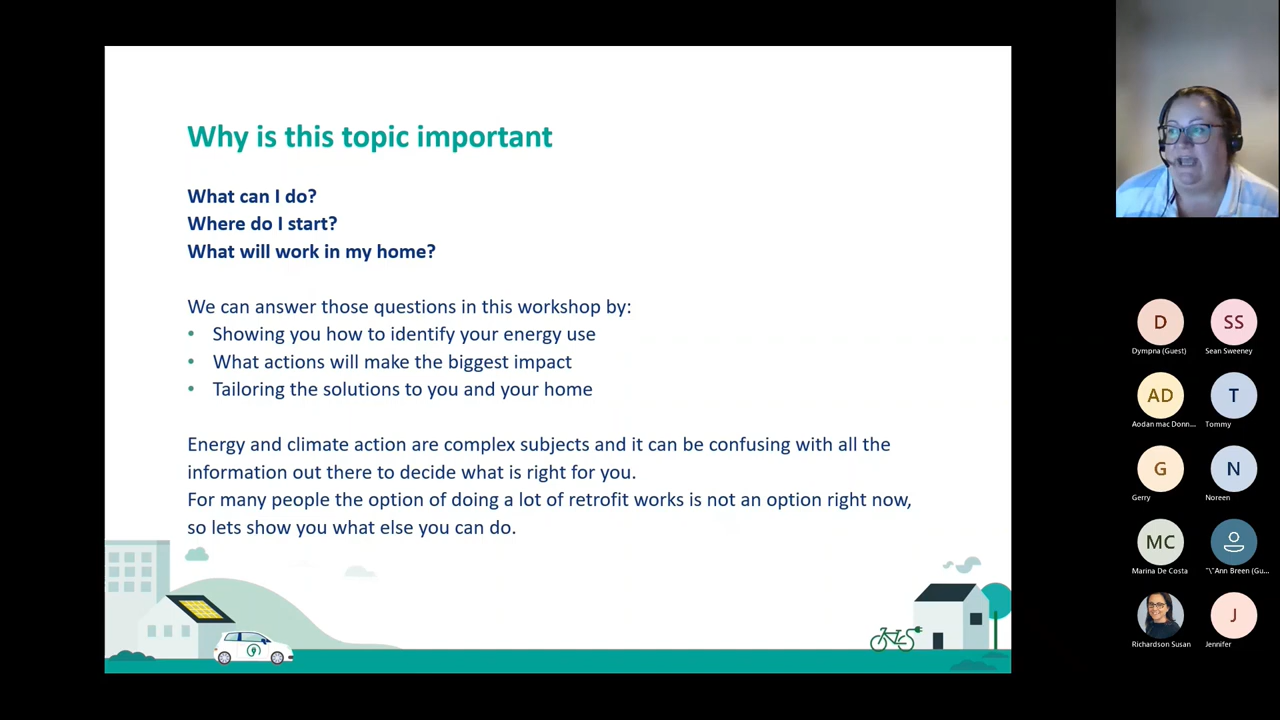 Why is this topic important
What can I do?
Where do I start?
What will work in my home?
We can answer those questions in this workshop by:
• Showing you how to identify your energy use
• What actions will make the biggest impact
• Tailoring the solutions to you and your home
Energy and climate action are complex subjects and it can be confusing with all the
information out there to decide what is right for you.
For many people the option of doing a lot of retrofit works is not an option right now,
so lets show you what else you can do.
D
SS
Dympna (Guest)
Sean Sweeney
AD
T
Aodan mac Donn...
Tommy
G
N
Gerry
Noreen
MC
Marina De Costa
"\"Ann Breen (Gu...
Richardson Susan
J
Jennifer